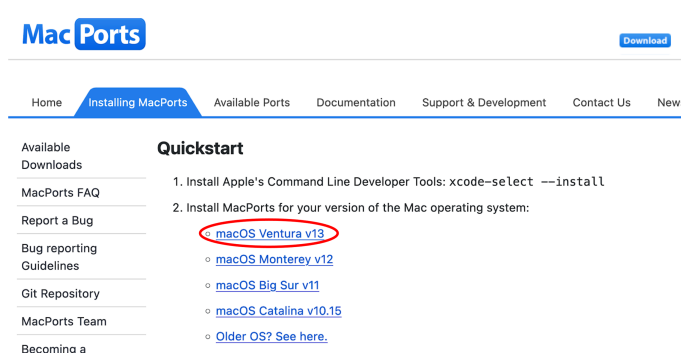 Mac Ports
Download
Home Installing MacPorts Available Ports Documentation Support & Development Contact Us New
Available
Downloads
MacPorts FAQ
Report a Bug
Bug reporting
Guidelines
Git Repository
MacPorts Team
Becoming a
Quickstart
1. Install Apple's Command Line Developer Tools: xcode-select --install
2. Install MacPorts for your version of the Mac operating system:
macOS Ventura v13
macOS Monterey v12
macOS Big Sur v11
macOS Catalina v10.15
Older OS? See here.